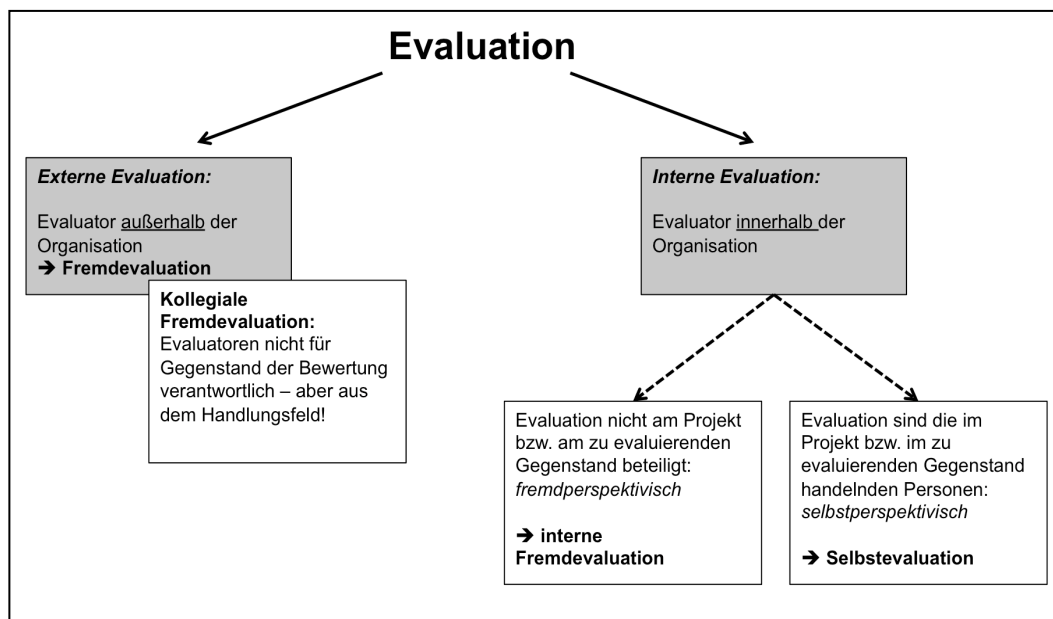 Evaluation
Externe Evaluation:
Evaluator außerhalb der
Organisation
➔ Fremdevaluation
Kollegiale
Fremdevaluation:
Evaluatoren nicht für
Gegenstand der Bewertung
verantwortlich – aber aus
dem Handlungsfeld!
Interne Evaluation:
Evaluator innerhalb der
Organisation
Evaluation nicht am Projekt
bzw. am zu evaluierenden
Gegenstand beteiligt:
fremdperspektivisch
➔ interne
Fremdevaluation
Evaluation sind die im
Projekt bzw. im zu
evaluierenden Gegenstand
handelnden Personen:
selbstperspektivisch
➔ Selbstevaluation